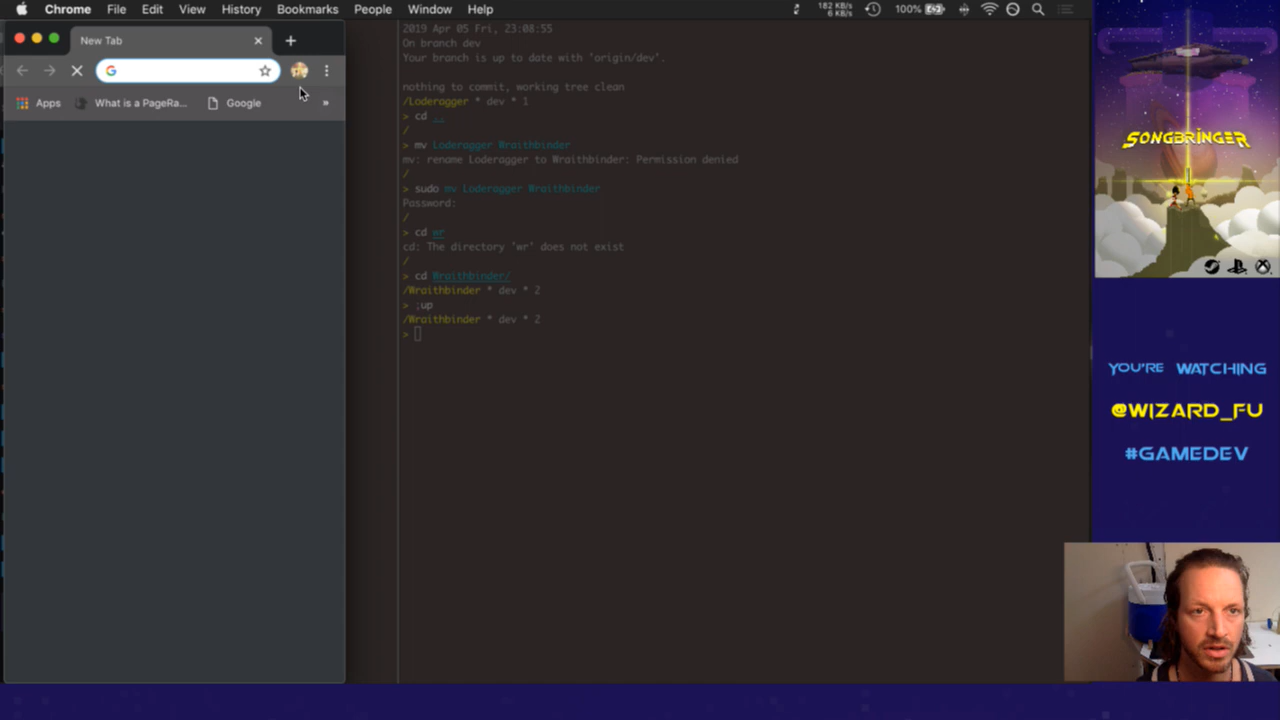 Chrome File Edit View History Bookmarks People Window Help
182 KB/s
6 KB/s
100%
New Tab
Apps What is a PageRa... Google »
2019 Apr 05 Fri, 23:08:55
On branch dev
Your branch is up to date with 'origin/dev'.
nothing to commit, working tree clean
/Loderagger * dev * 1
> cd ..
/
> mv Loderagger Wraithbinder
mv: rename Loderagger to Wraithbinder: Permission denied
/
> sudo mv Loderagger Wraithbinder
Password:
/
> cd wr
cd: The directory 'wr' does not exist
/
> cd Wraithbinder/
/Wraithbinder * dev * 2
> ;up
/Wraithbinder * dev * 2
>
SONGBRINGER
YOU'RE WATCHING
@WIZARD_FU
#GAMEDEV